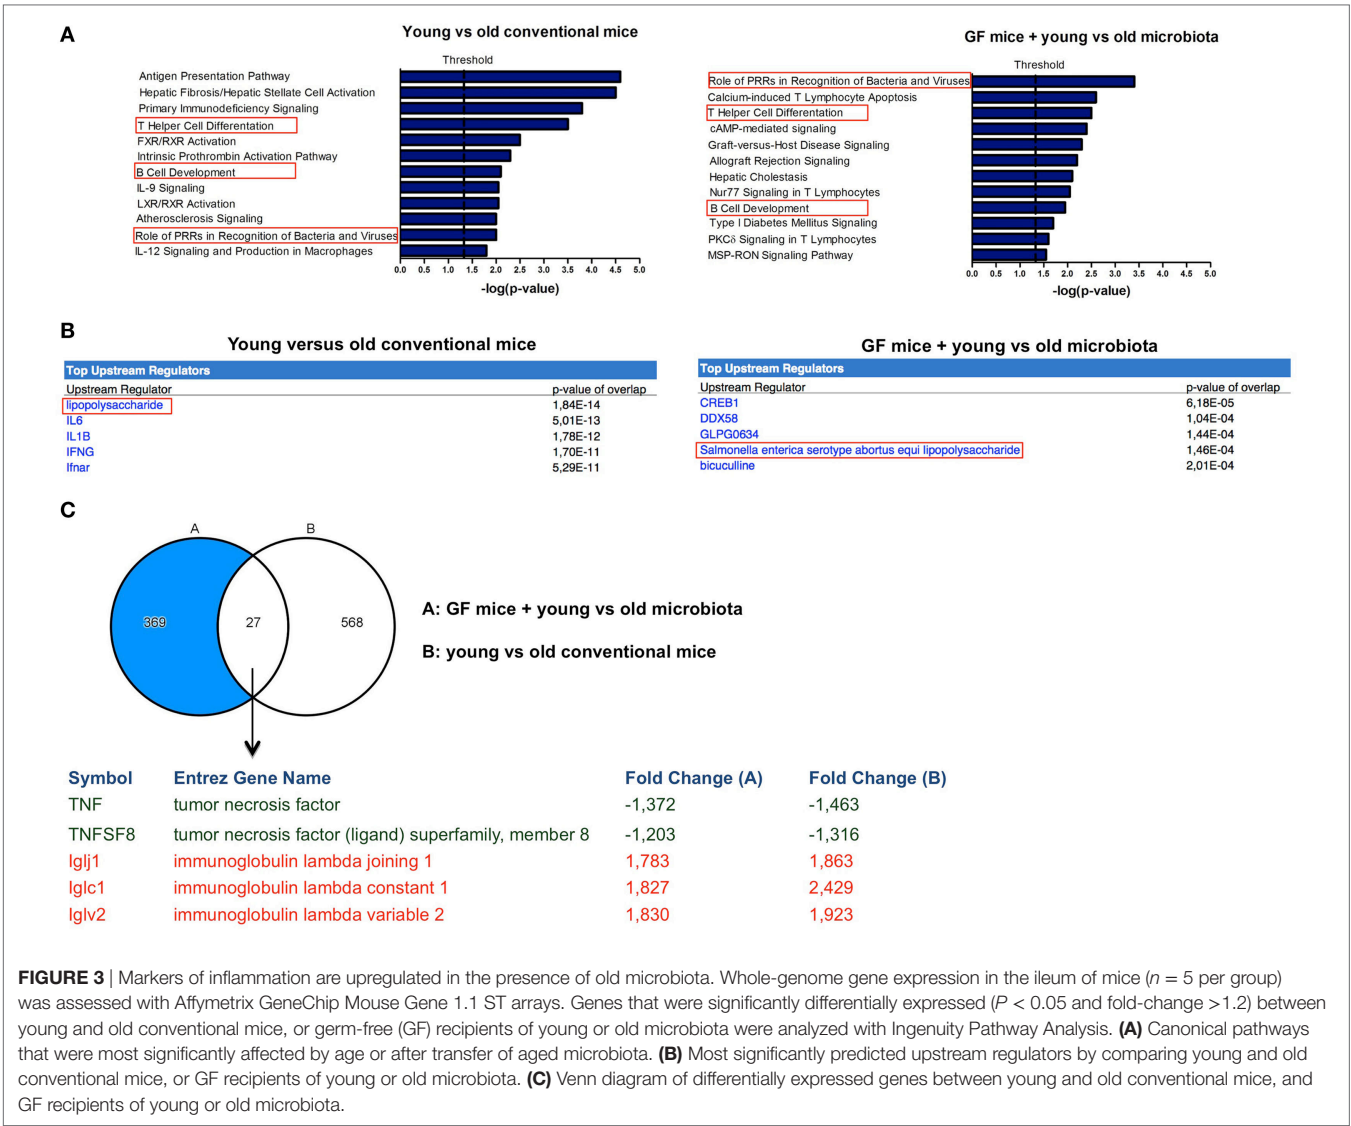 A
Young vs old conventional mice
Threshold
Antigen Presentation Pathway
Hepatic Fibrosis/Hepatic Stellate Cell Activation
Primary Immunodeficiency Signaling
T Helper Cell Differentation
FXR/RXR Activation
Intrinsic Prothrombin Activation Pathway
B Cell Development
IL-9 Signaling
LXR/RXR Activation
Atherosclerosis Signaling
Role of PRRs in Recognition of Bacteria and Viruses
IL-12 Signaling and Production in Macrophages
0.0 0.5 1.0 1.5 2.0 2.5 3.0 3.5 4.0 4.5 5.0
-log(p-value)
GF mice + young vs old microbiota
Threshold
Role of PRRs in Recognition of Bacteria and Viruses
Calcium-induced T Lymphocyte Apoptosis
T Helper Cell Differentiation
cAMP-mediated signaling
Graft-versus-Host Disease Signaling
Allograft Rejection Signaling
Hepatic Cholestasis
Nur77 Signaling in T Lymphocytes
B Cell Development
Type I Diabetes Mellitus Signaling
PKCδ Signaling in T Lymphocytes
MSP-RON Signaling Pathway
0.0 0.5 1.0 1.5 2.0 2.5 3.0 3.5 4.0 4.5 5.0
-log(p-value)
B
Young versus old conventional mice
Top Upstream Regulators
Upstream Regulator p-value of overlap
lipopolysaccharide 1,84E-14
IL6 5,01E-13
IL1B 1,78E-12
IFNG 1,70E-11
Ifnar 5,29E-11
GF mice + young vs old microbiota
Top Upstream Regulators
Upstream Regulator p-value of overlap
CREB1 6,18E-05
DDX58 1,04E-04
GLPG0634 1,44E-04
Salmonella enterica serotype abortus equi lipopolysaccharide 1,46E-04
bicuculline 2,01E-04
C
A B
369 27 568
A: GF mice + young vs old microbiota
B: young vs old conventional mice
Symbol Entrez Gene Name Fold Change (A) Fold Change (B)
TNF tumor necrosis factor -1,372 -1,463
TNFSF8 tumor necrosis factor (ligand) superfamily, member 8 -1,203 -1,316
Iglj1 immunoglobulin lambda joining 1 1,783 1,863
Iglc1 immunoglobulin lambda constant 1 1,827 2,429
Iglv2 immunoglobulin lambda variable 2 1,830 1,923
FIGURE 3 | Markers of inflammation are upregulated in the presence of old microbiota. Whole-genome gene expression in the ileum of mice (n = 5 per group)
was assessed with Affymetrix GeneChip Mouse Gene 1.1 ST arrays. Genes that were significantly differentially expressed (P < 0.05 and fold-change >1.2) between
young and old conventional mice, or germ-free (GF) recipients of young or old microbiota were analyzed with Ingenuity Pathway Analysis. (A) Canonical pathways
that were most significantly affected by age or after transfer of aged microbiota. (B) Most significantly predicted upstream regulators by comparing young and old
conventional mice, or GF recipients of young or old microbiota. (C) Venn diagram of differentially expressed genes between young and old conventional mice, and
GF recipients of young or old microbiota.